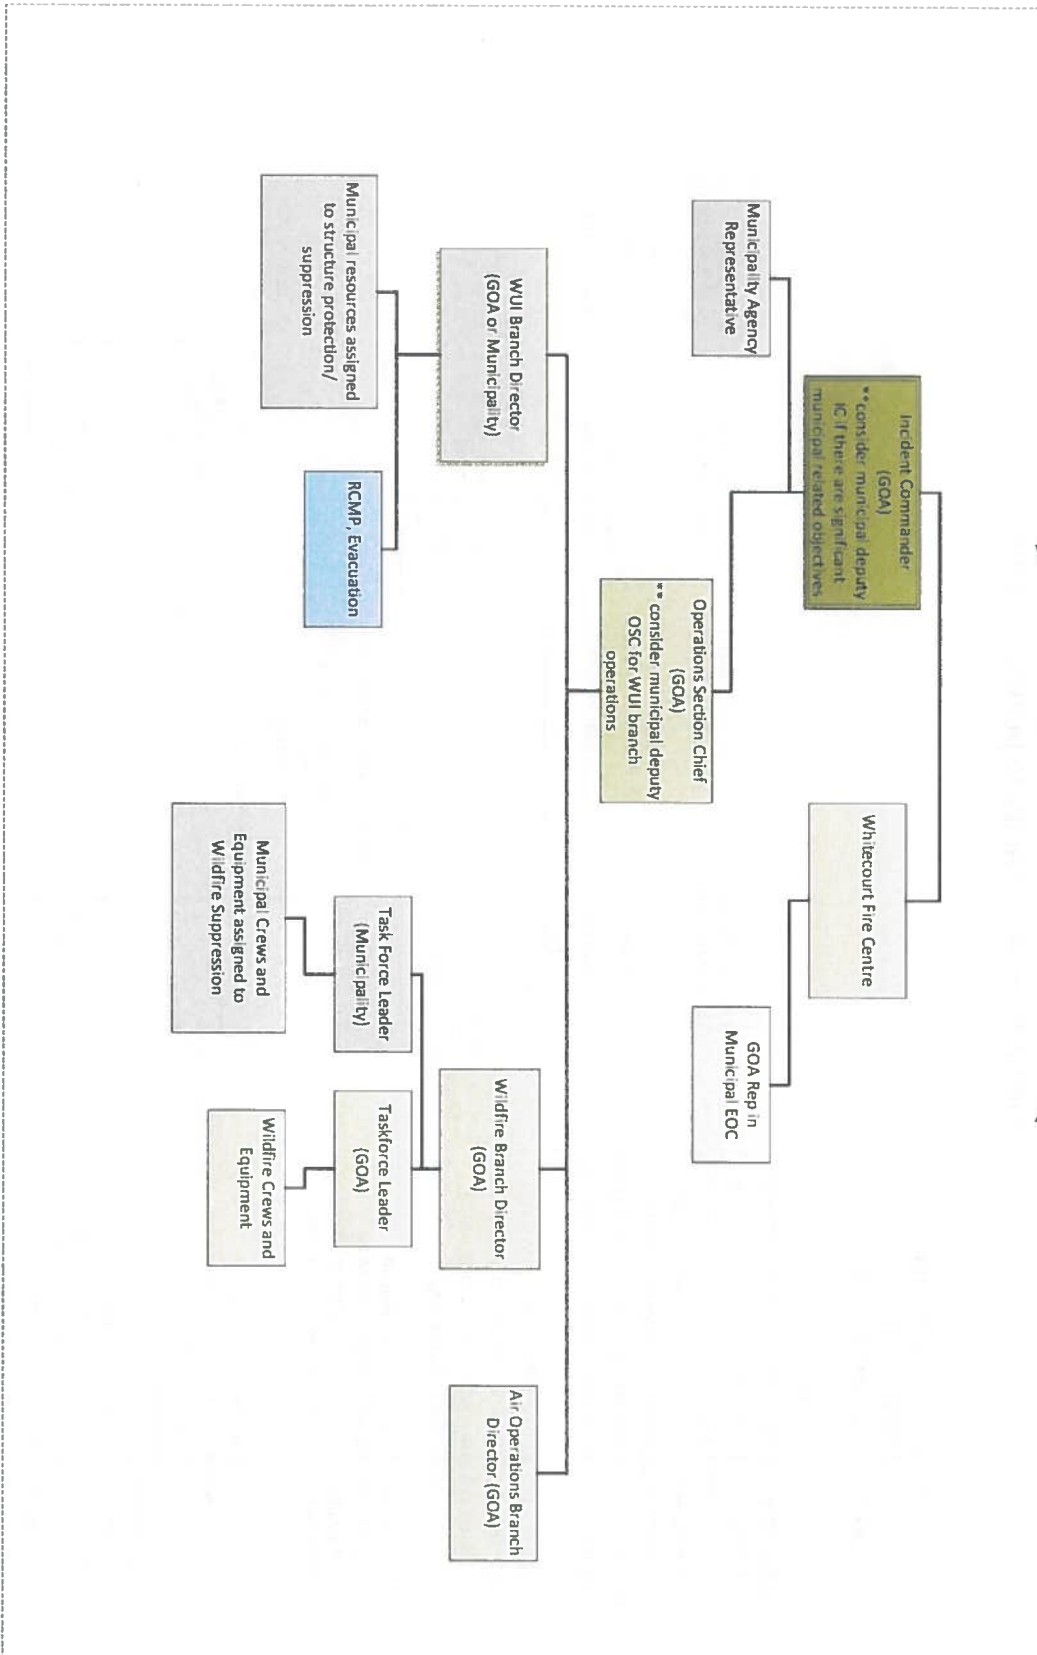 Incident Commander
(GOA)
**consider municipal deputy
IC if there are significant
municipal related objectives
Whitecourt Fire Centre
Municipality Agency
Representative
GOA Rep in
Municipal EOC
Operations Section Chief
(GOA)
** consider municipal deputy
OSC for WUI branch
operations
WUI Branch Director
(GOA or Municipality)
Wildfire Branch Director
(GOA)
Air Operations Branch
Director (GOA)
Municipal resources assigned
to structure protection/
suppression
RCMP, Evacuation
Task Force Leader
(Municipality)
Taskforce Leader
(GOA)
Municipal Crews and
Equipment assigned to
Wildfire Suppression
Wildfire Crews and
Equipment